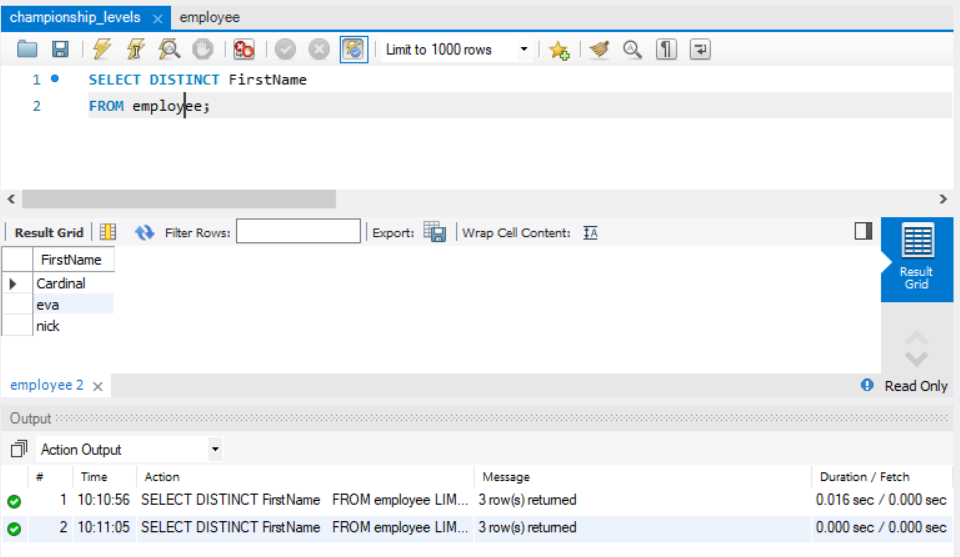 championship_levels employee
Limit to 1000 rows
1 SELECT DISTINCT FirstName
2 FROM employee;
Result Grid Filter Rows: Export: Wrap Cell Content: IA
FirstName
Cardinal
eva
nick
Result
Grid
employee 2 Read Only
Output
Action Output
# Time Action Message Duration / Fetch
1 10:10:56 SELECT DISTINCT FirstName FROM employee LIM... 3 row(s) returned 0.016 sec / 0.000 sec
2 10:11:05 SELECT DISTINCT FirstName FROM employee LIM... 3 row(s) returned 0.000 sec / 0.000 sec